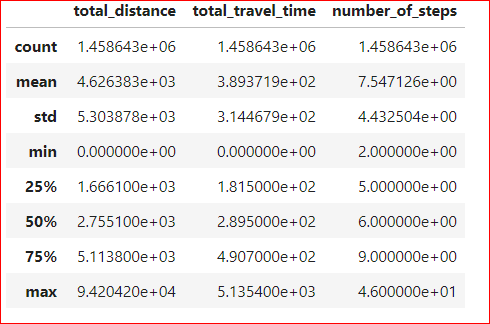 total_distance total_travel_time number_of_steps
count 1.458643e+06 1.458643e+06 1.458643e+06
mean 4.626383e+03 3.893719e+02 7.547126e+00
std 5.303878e+03 3.144679e+02 4.432504e+00
min 0.000000e+00 0.000000e+00 2.000000e+00
25% 1.666100e+03 1.815000e+02 5.000000e+00
50% 2.755100e+03 2.895000e+02 6.000000e+00
75% 5.113800e+03 4.907000e+02 9.000000e+00
max 9.420420e+04 5.135400e+03 4.600000e+01